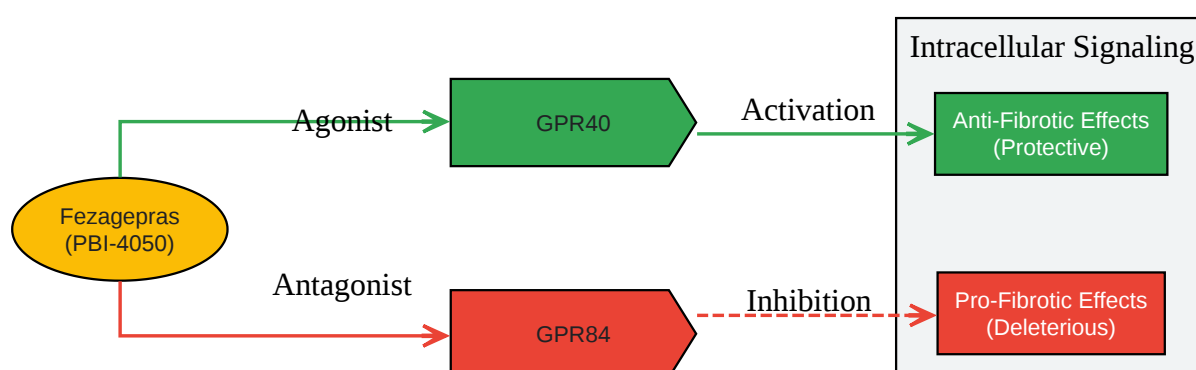 Intracellular Signaling
Agonist
GPR40
Activation
Anti-Fibrotic Effects
(Protective)
Fezagepras
(PBI-4050)
Antagonist
GPR84
Inhibition
Pro-Fibrotic Effects
(Deleterious)